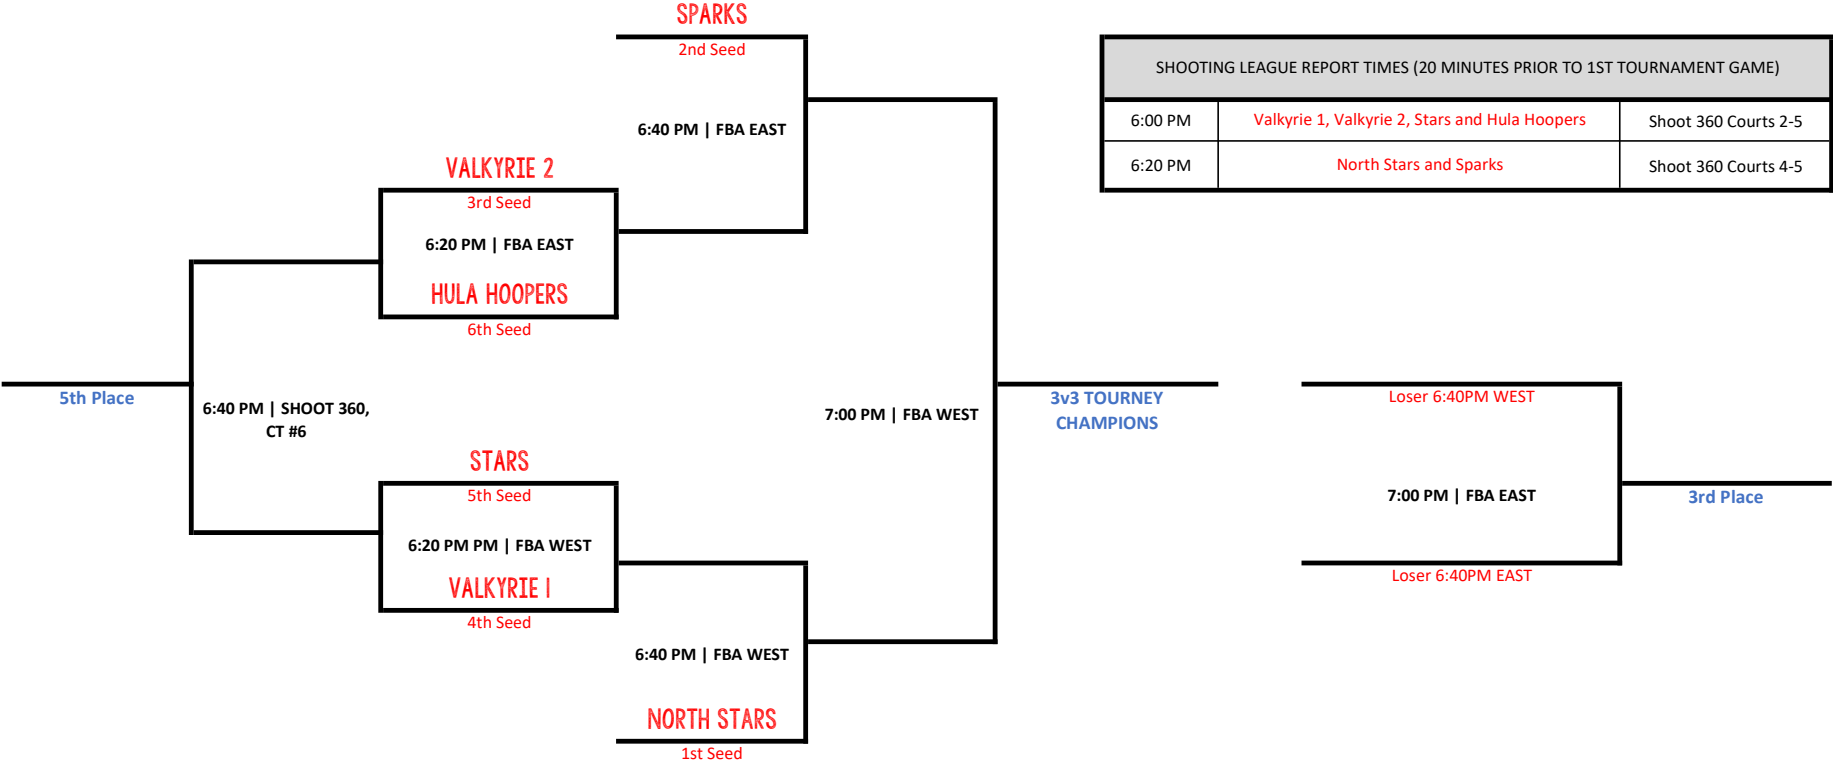 SPARKS
2nd Seed
SHOOTING LEAGUE REPORT TIMES (20 MINUTES PRIOR TO 1ST TOURNAMENT GAME)
6:00 PM
Valkyrie 1, Valkyrie 2, Stars and Hula Hoopers
Shoot 360 Courts 2-5
6:20 PM
North Stars and Sparks
Shoot 360 Courts 4-5
6:40 PM | FBA EAST
VALKYRIE 2
3rd Seed
6:20 PM | FBA EAST
HULA HOOPERS
6th Seed
5th Place
6:40 PM | SHOOT 360,
CT #6
7:00 PM | FBA WEST
3v3 TOURNEY
CHAMPIONS
Loser 6:40PM WEST
7:00 PM | FBA EAST
3rd Place
Loser 6:40PM EAST
STARS
5th Seed
6:20 PM PM | FBA WEST
VALKYRIE 1
4th Seed
6:40 PM | FBA WEST
NORTH STARS
1st Seed